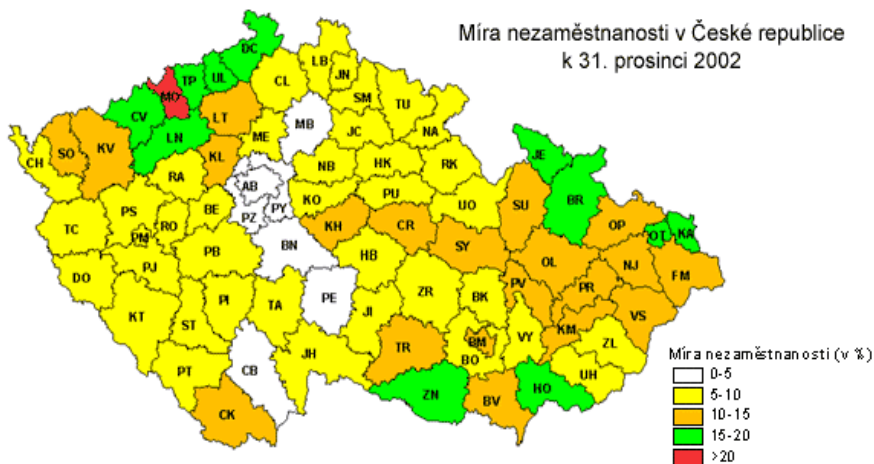 Míra nezaměstnanosti v České republice
k 31. prosinci 2002
DC
LB
JN
TP
UL
CL
MO
SM
TU
CV
LT
MB
LN
ME
JC
NA
SO
KV
KL
CH
RA
NB
HK
RK
JE
AB
KO
PU
BR
PS
RO
BE
PZ
PY
UO
SU
OP
TC
PM
KH
CR
OT
KA
PB
BN
SY
PJ
HB
OL
NJ
FM
DO
PI
PE
ZR
BK
PV
PR
KT
ST
TA
JI
VS
TR
BM
VY
KM
ZL
PT
JH
BO
CB
UH
ZN
BV
HO
CK
Míra nezaměstnanosti (v %)
0-5
5-10
10-15
15-20
>20